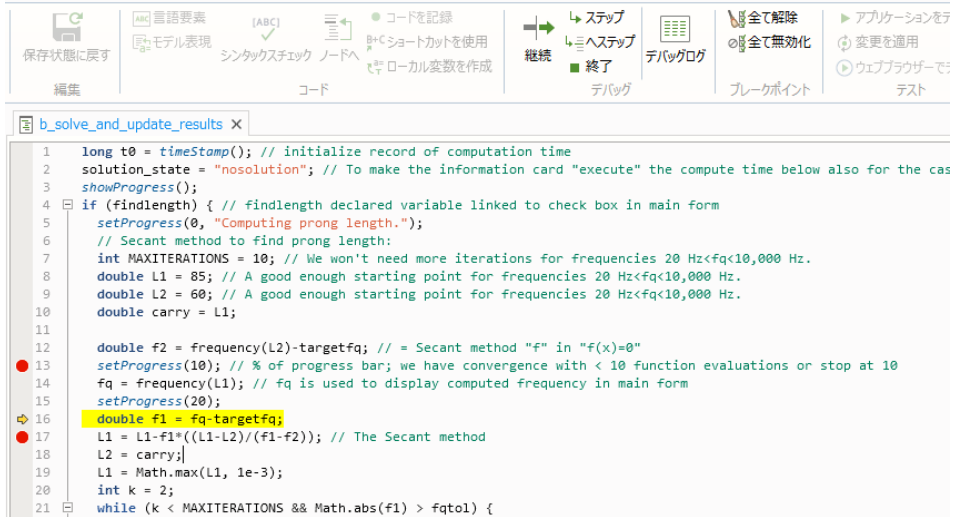 保存状態に戻す
編集
言語要素
モデル表現
[ABC]
シンタックスチェック
ノードへ
コードを記録
ショートカットを使用
ローカル変数を作成
コード
継続
ステップ
へステップ
終了
デバッグログ
デバッグ
全て解除
全て無効化
ブレークポイント
アプリケーションをテ
変更を適用
ウェブブラウザーでテ
テスト
b_solve_and_update_results ×
1 long t0 = timeStamp(); // initialize record of computation time
2 solution_state = "nosolution"; // To make the information card "execute" the compute time below also for the cas
3 showProgress();
4 if (findlength) { // findlength declared variable linked to check box in main form
5 setProgress(0, "Computing prong length.");
6 // Secant method to find prong length:
7 int MAXITERATIONS = 10; // We won't need more iterations for frequencies 20 Hz<fq<10,000 Hz.
8 double L1 = 85; // A good enough starting point for frequencies 20 Hz<fq<10,000 Hz.
9 double L2 = 60; // A good enough starting point for frequencies 20 Hz<fq<10,000 Hz.
10 double carry = L1;
11
12 double f2 = frequency(L2)-targetfq; // = Secant method "f" in "f(x)=0"
13 setProgress(10); // % of progress bar; we have convergence with < 10 function evaluations or stop at 10
14 fq = frequency(L1); // fq is used to display computed frequency in main form
15 setProgress(20);
16 double f1 = fq-targetfq;
17 L1 = L1-f1*((L1-L2)/(f1-f2)); // The Secant method
18 L2 = carry;
19 L1 = Math.max(L1, 1e-3);
20 int k = 2;
21 while (k < MAXITERATIONS && Math.abs(f1) > fqtol) {